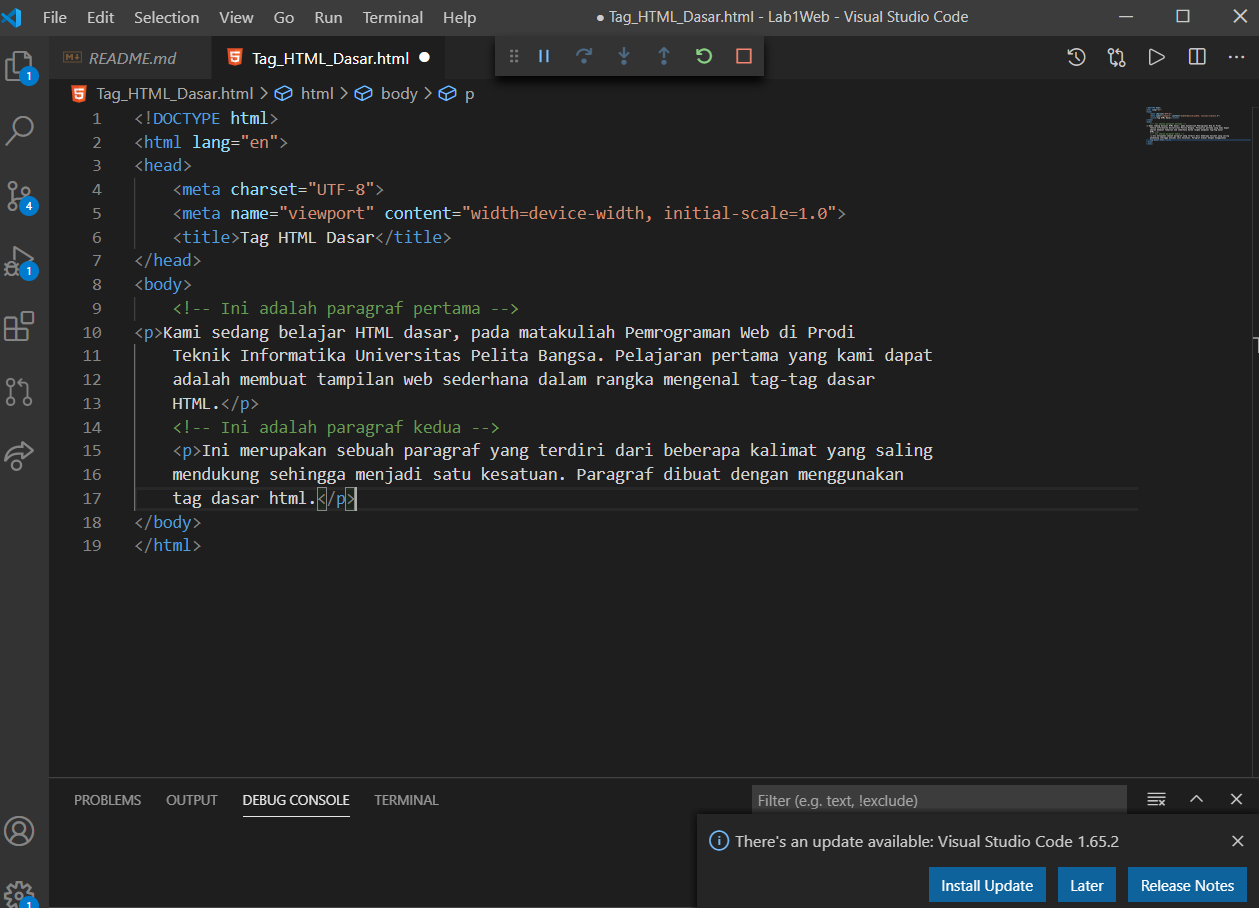 File Edit Selection View Go Run Terminal Help ● Tag_HTML_Dasar.html - Lab1Web - Visual Studio Code
README.md Tag_HTML_Dasar.html
Tag_HTML_Dasar.html > html > body > p
1 <!DOCTYPE html>
2 <html lang="en">
3 <head>
4 <meta charset="UTF-8">
5 <meta name="viewport" content="width=device-width, initial-scale=1.0">
6 <title>Tag HTML Dasar</title>
7 </head>
8 <body>
9 <!-- Ini adalah paragraf pertama -->
10 <p>Kami sedang belajar HTML dasar, pada matakuliah Pemrograman Web di Prodi
11 Teknik Informatika Universitas Pelita Bangsa. Pelajaran pertama yang kami dapat
12 adalah membuat tampilan web sederhana dalam rangka mengenal tag-tag dasar
13 HTML.</p>
14 <!-- Ini adalah paragraf kedua -->
15 <p>Ini merupakan sebuah paragraf yang terdiri dari beberapa kalimat yang saling
16 mendukung sehingga menjadi satu kesatuan. Paragraf dibuat dengan menggunakan
17 tag dasar html.</p>
18 </body>
19 </html>
1
4
1
1
PROBLEMS OUTPUT DEBUG CONSOLE TERMINAL Filter (e.g. text, !exclude)
There's an update available: Visual Studio Code 1.65.2
Install Update Later Release Notes